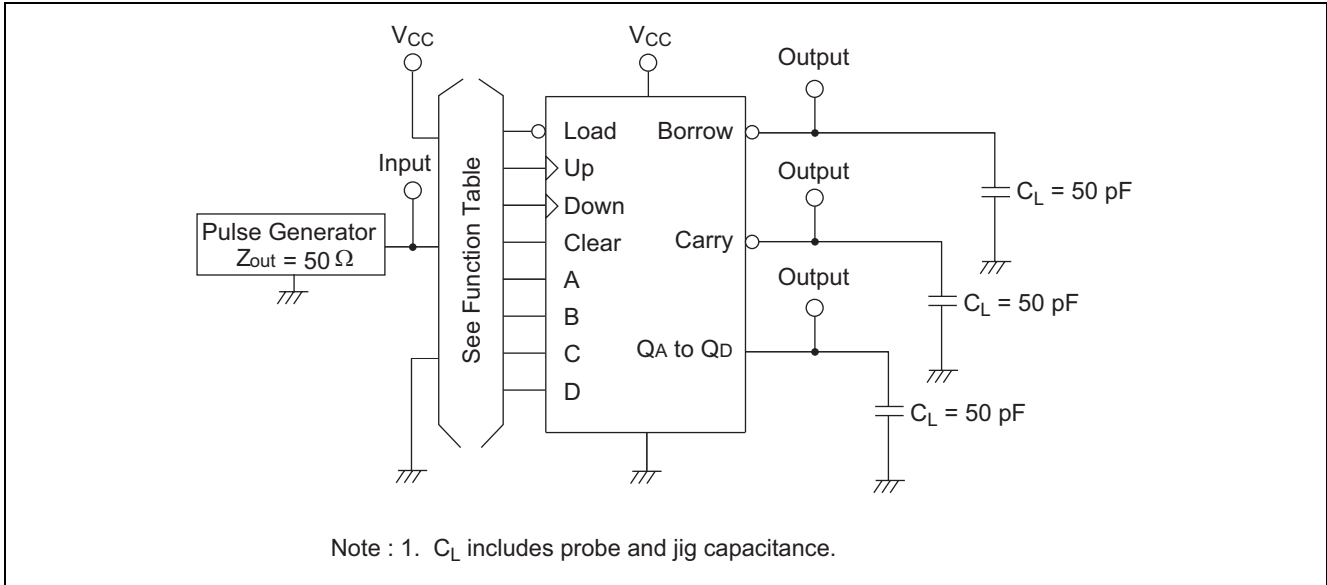 VCC
VCC
Output
Input
See Function Table
Load
Borrow
Up
Down
Clear
Carry
A
B
C
QA to QD
D
Pulse Generator
Zout = 50 Ω
CL = 50 pF
Output
CL = 50 pF
Output
CL = 50 pF
Note : 1. CL includes probe and jig capacitance.